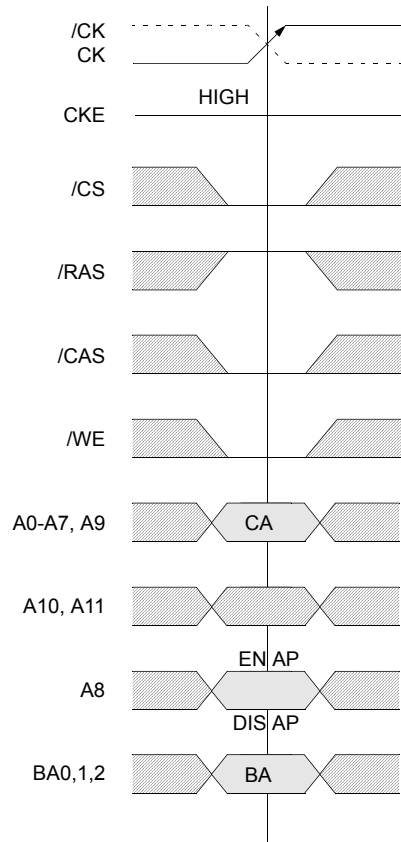 /CK
CK
HIGH
CKE
/CS
/RAS
/CAS
/WE
A0-A7, A9
CA
A10, A11
EN AP
A8
DIS AP
BA0,1,2
BA